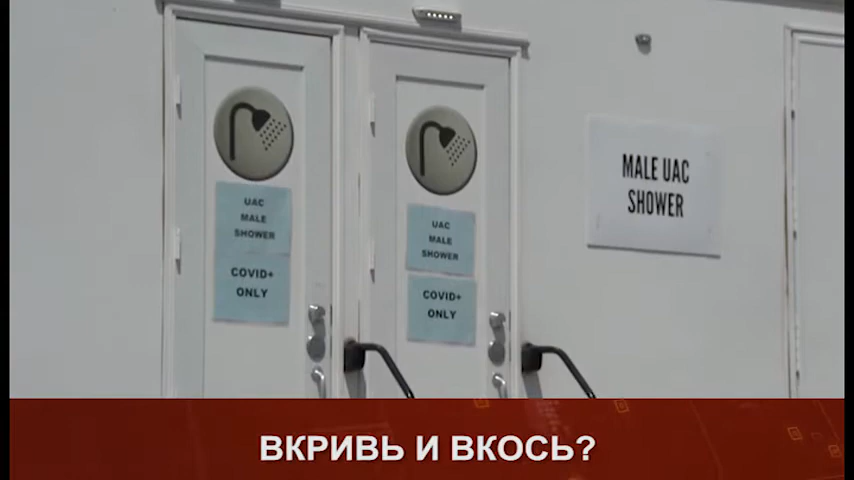 UAC
MALE
SHOWER
COVID+
ONLY
UAC
MALE
SHOWER
COVID+
ONLY
MALE UAC
SHOWER
ВКРИВЬ И ВКОСЬ?